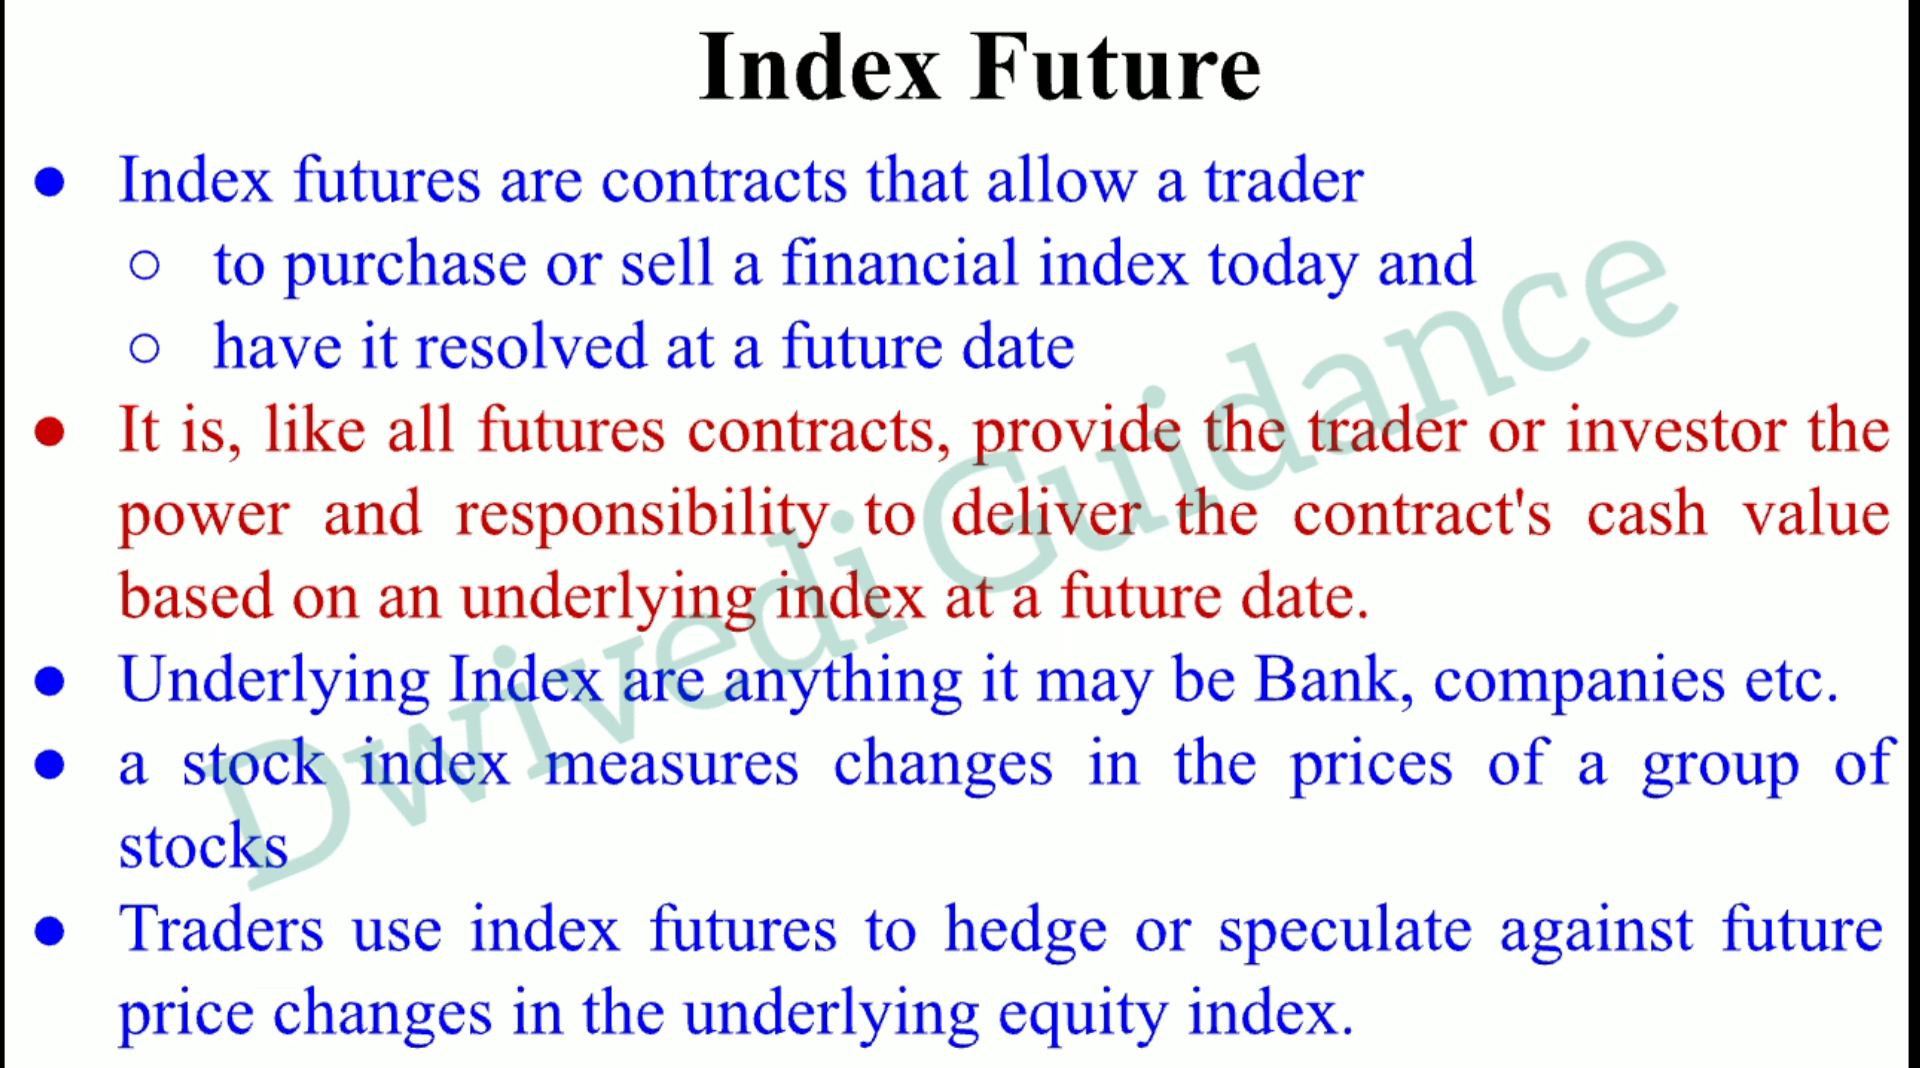 Index Future
● Index futures are contracts that allow a trader
○ to purchase or sell a financial index today and
○ have it resolved at a future date
● It is, like all futures contracts, provide the trader or investor the
power and responsibility to deliver the contract's cash value
based on an underlying index at a future date.
● Underlying Index are anything it may be Bank, companies etc.
● a stock index measures changes in the prices of a group of
stocks
● Traders use index futures to hedge or speculate against future
price changes in the underlying equity index.
Dwivedi Guidance